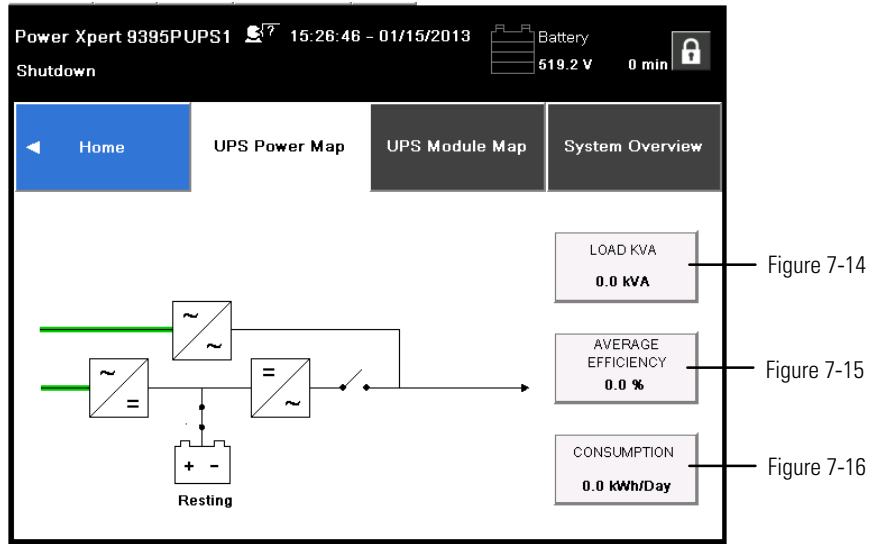 Power Xpert 9395PUPS1 ? 15:26:46 - 01/15/2013
Shutdown
Battery
519.2 V 0 min
Home
UPS Power Map
UPS Module Map
System Overview
LOAD KVA
0.0 kVA
Figure 7-14
AVERAGE
EFFICIENCY
0.0 %
Figure 7-15
CONSUMPTION
0.0 kWh/Day
Figure 7-16
~
~
~
=
=
~
+ -
Resting